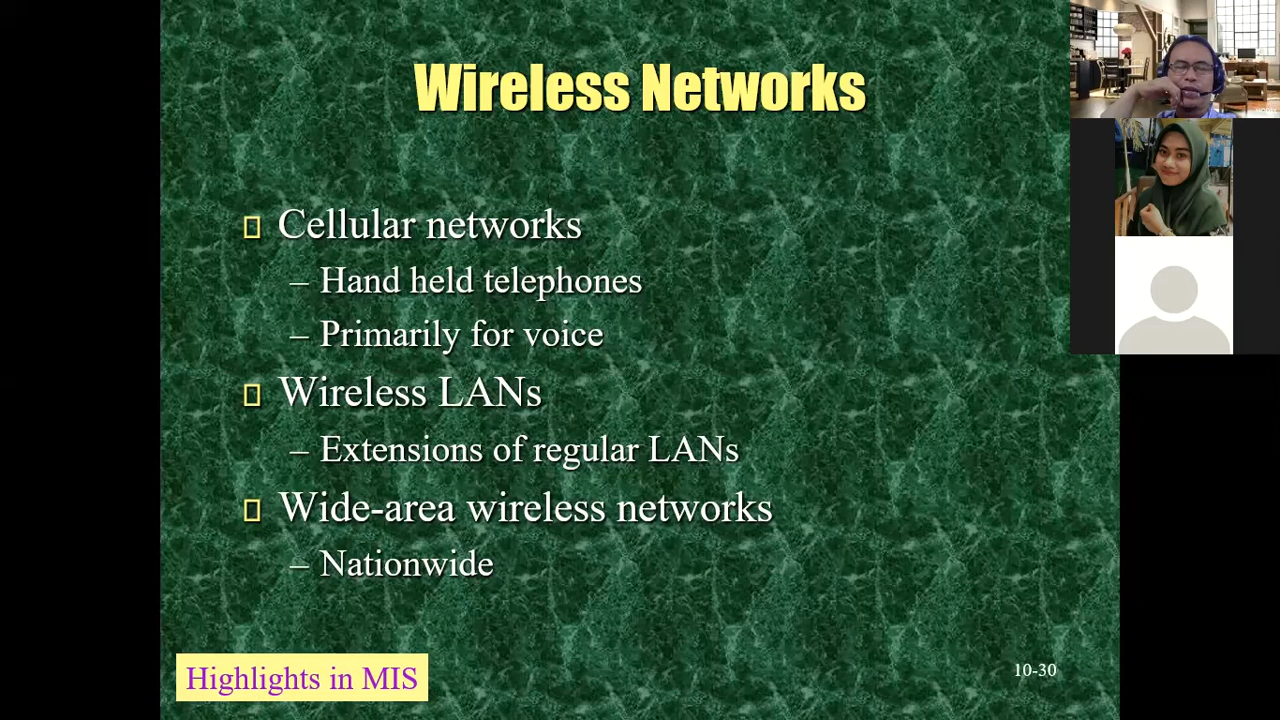 Wireless Networks
Cellular networks
– Hand held telephones
– Primarily for voice
Wireless LANs
– Extensions of regular LANs
Wide-area wireless networks
– Nationwide
Highlights in MIS
10-30